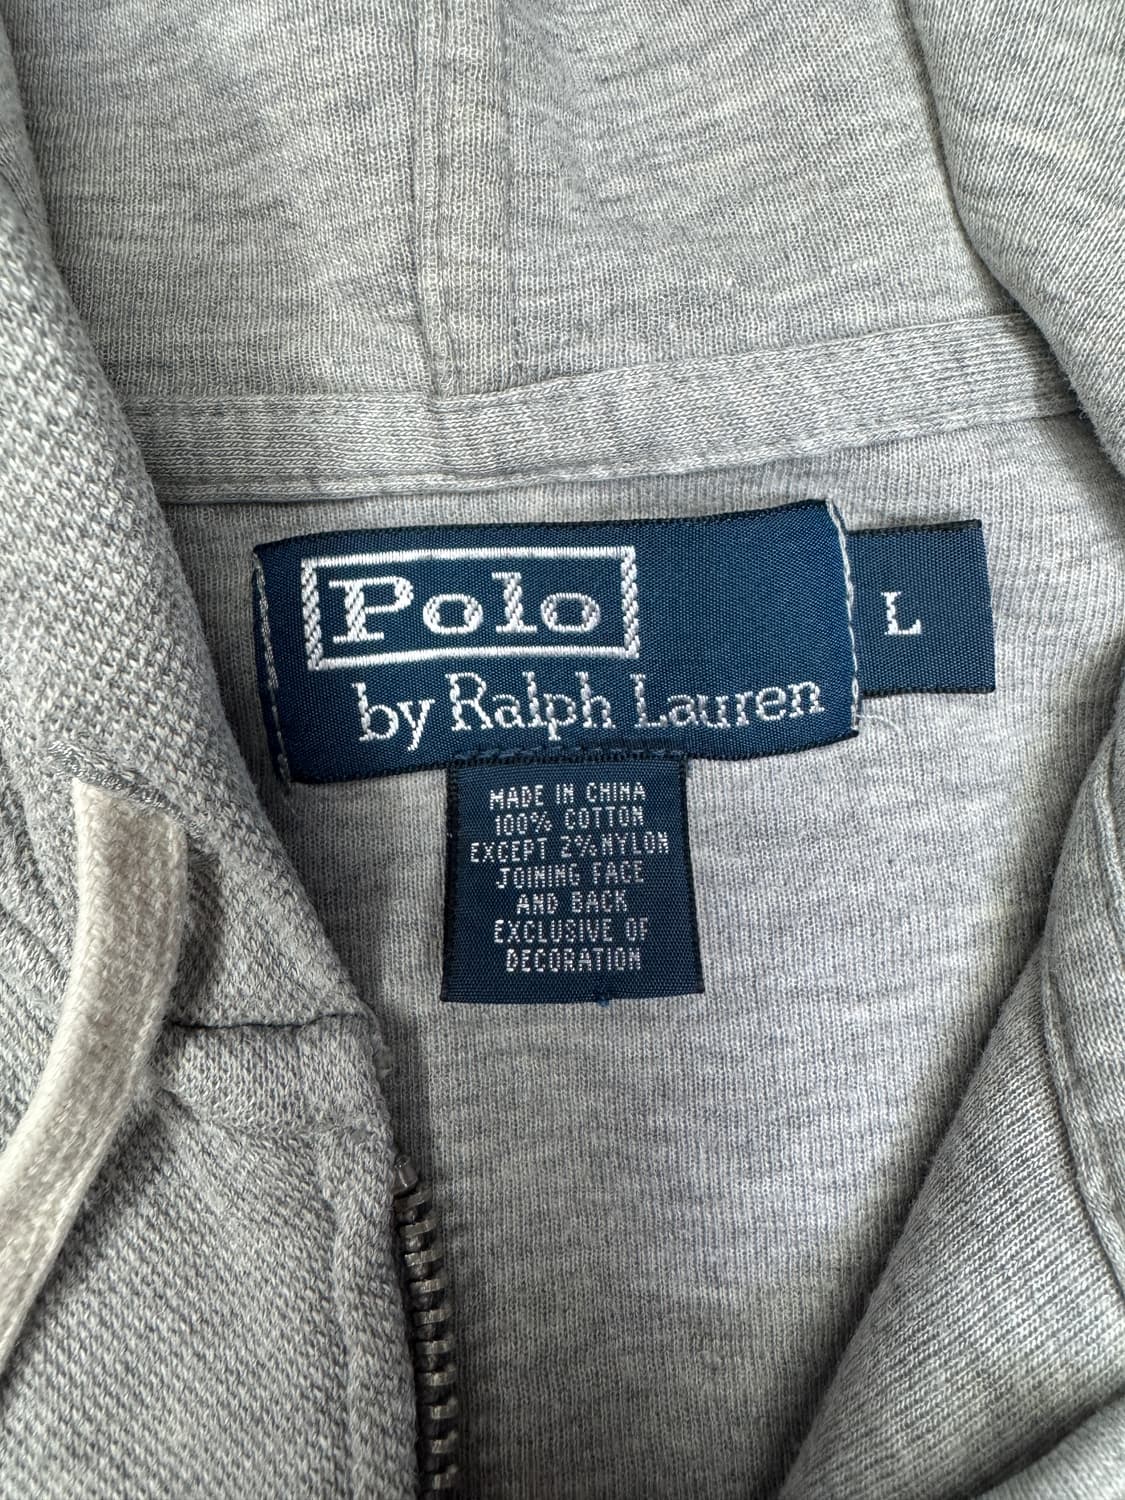 Polo
by Ralph Lauren
L
MADE IN CHINA
100% COTTON
EXCEPT 2% NYLON
JOINING FACE
AND BACK
EXCLUSIVE OF
DECORATION